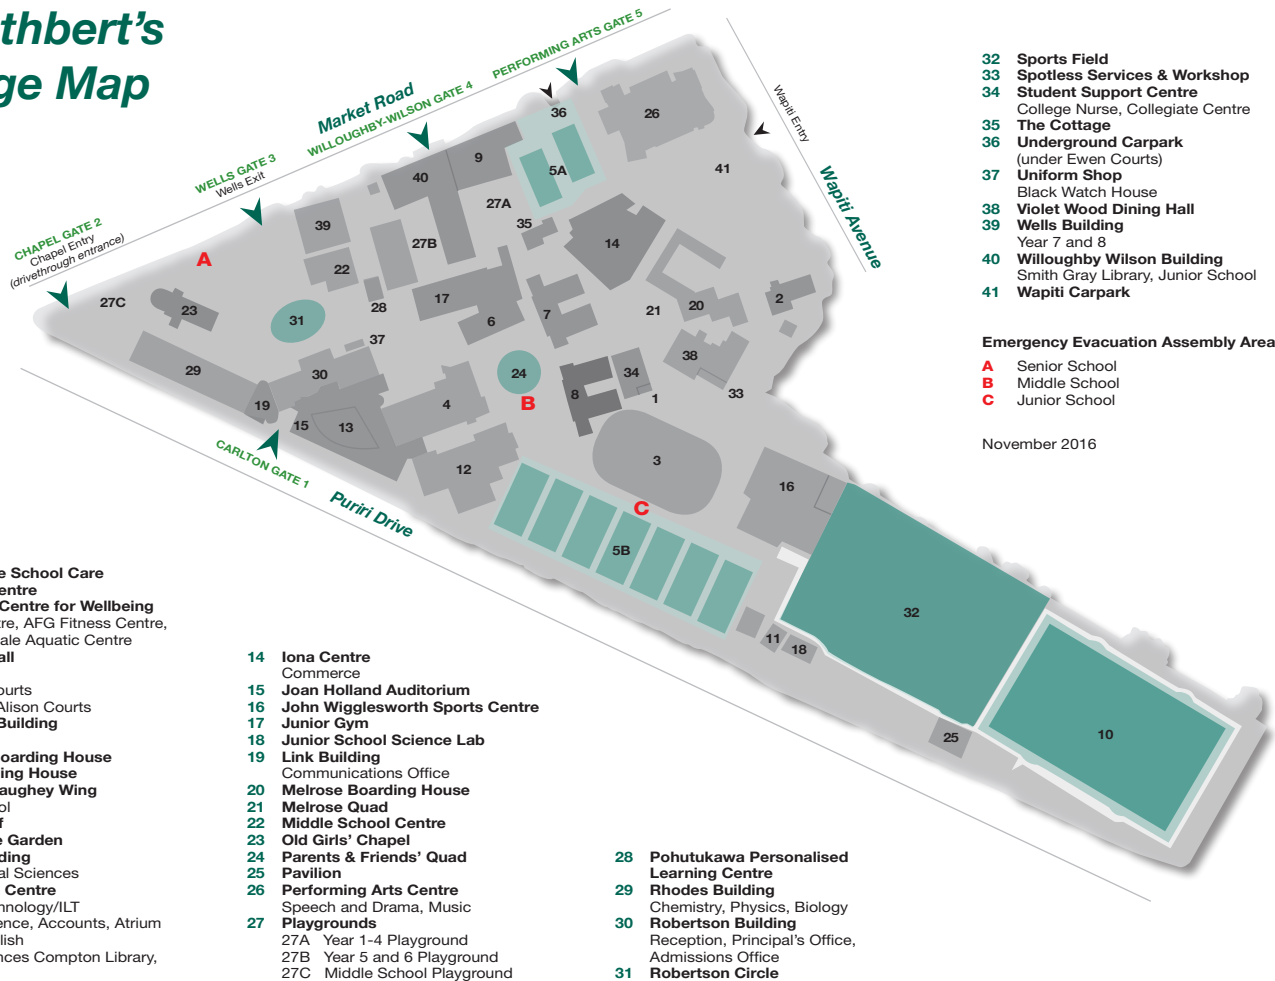 thbert's
ge Map
PERFORMING ARTS GATE 5
Market Road
WILLOUGHBY-WILSON GATE 4
WELLS GATE 3
Wells Exit
CHAPEL GATE 2
Chapel Entry
(drivethrough entrance)
Wapiti Entry
Wapiti Avenue
CARLTON GATE 1
Puriri Drive
36
26
9
5A
41
40
27A
39
35
27B
14
A
22
27C
23
31
28
17
6
7
21
20
2
37
29
30
24
38
34
8
B
1
33
19
15
13
4
3
12
16
C
5B
32
11
18
25
10
32 Sports Field
33 Spotless Services & Workshop
34 Student Support Centre
College Nurse, Collegiate Centre
35 The Cottage
36 Underground Carpark
(under Ewen Courts)
37 Uniform Shop
Black Watch House
38 Violet Wood Dining Hall
39 Wells Building
Year 7 and 8
40 Willoughby Wilson Building
Smith Gray Library, Junior School
41 Wapiti Carpark
Emergency Evacuation Assembly Area
A Senior School
B Middle School
C Junior School
November 2016
e School Care
entre
Centre for Wellbeing
tre, AFG Fitness Centre,
ale Aquatic Centre
all
ourts
Alison Courts
Building
oarding House
ing House
aughey Wing
ol
f
e Garden
ding
al Sciences
Centre
hnology/ILT
ence, Accounts, Atrium
lish
nces Compton Library,
14 Iona Centre
Commerce
15 Joan Holland Auditorium
16 John Wigglesworth Sports Centre
17 Junior Gym
18 Junior School Science Lab
19 Link Building
Communications Office
20 Melrose Boarding House
21 Melrose Quad
22 Middle School Centre
23 Old Girls' Chapel
24 Parents & Friends' Quad
25 Pavilion
26 Performing Arts Centre
Speech and Drama, Music
27 Playgrounds
27A Year 1-4 Playground
27B Year 5 and 6 Playground
27C Middle School Playground
28 Pohutukawa Personalised
Learning Centre
29 Rhodes Building
Chemistry, Physics, Biology
30 Robertson Building
Reception, Principal's Office,
Admissions Office
31 Robertson Circle